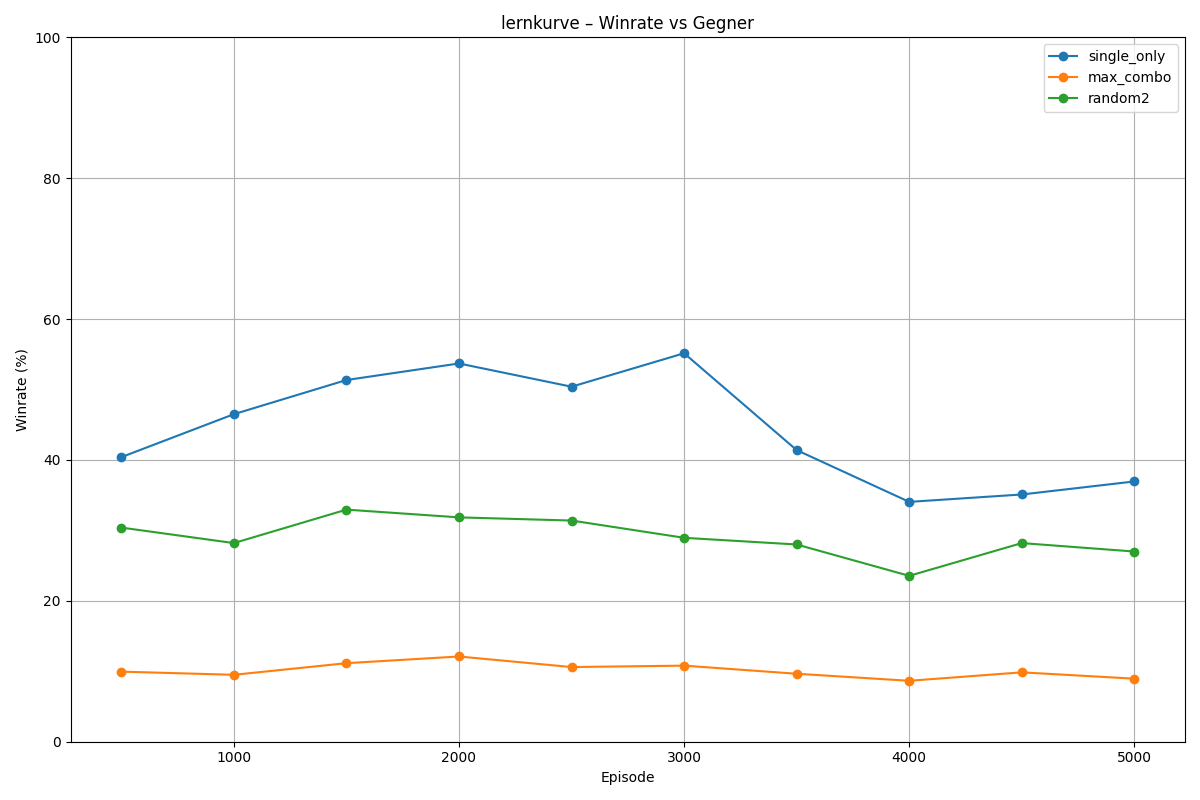 lernkurve – Winrate vs Gegner
100
80
60
40
20
0
Winrate (%)
single_only
max_combo
random2
1000
2000
3000
4000
5000
Episode